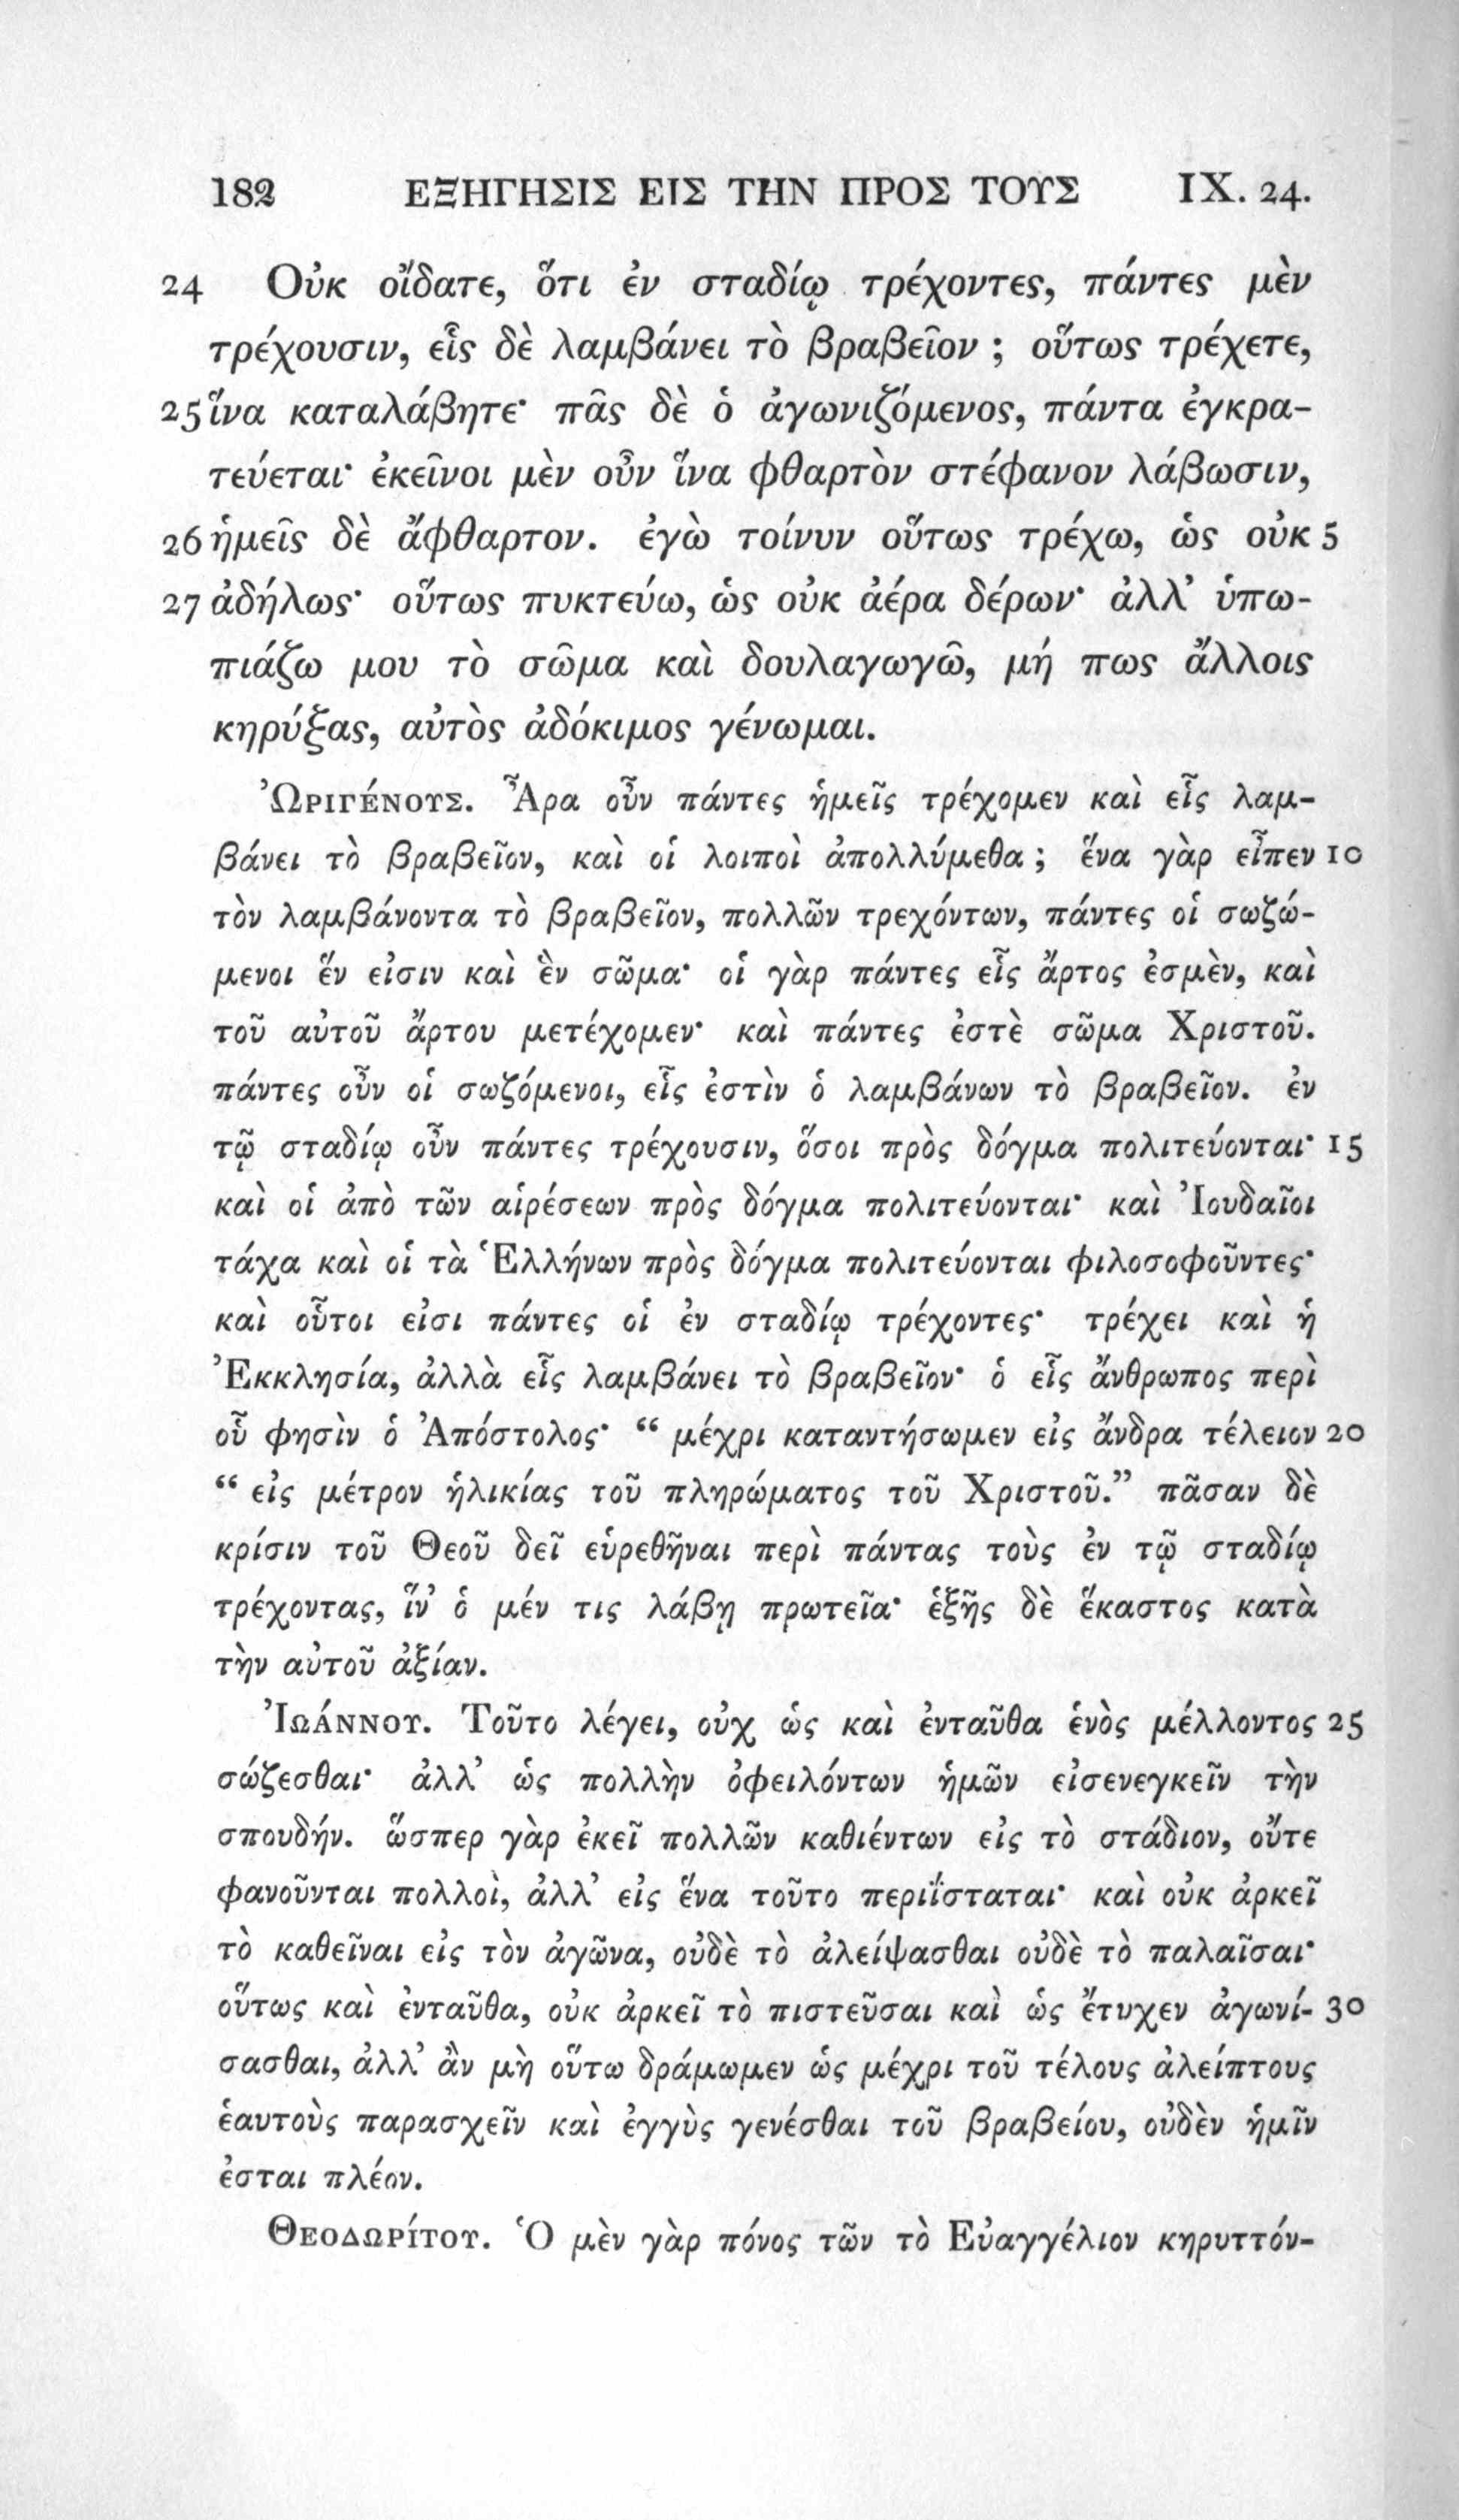 182 ΕΞΗΓΗΣΙΣ ΕΙΣ ΤΗΝ ΠΡΟΣ ΤΟΥΣ IX. 24.
24 Οὐκ οἴδατε, ὅτι ἐν σταδίῳ τρέχοντες, πάντες μὲν
τρέχουσιν, εἷς δὲ λαμβάνει τὸ βραβεῖον ; οὕτως τρέχετε,
25 ἵνα καταλάβητε· πᾶς δὲ ὁ ἀγωνιζόμενος, πάντα ἐγκρα-
τεύεται· ἐκεῖνοι μὲν οὖν ἵνα φθαρτὸν στέφανον λάβωσιν,
26 ἡμεῖς δὲ ἄφθαρτον. ἐγὼ τοίνυν οὕτως τρέχω, ὡς οὐκ 5
27 ἀδήλως· οὕτως πυκτεύω, ὡς οὐκ ἀέρα δέρων· ἀλλ’ ὑπω-
πιάζω μου τὸ σῶμα καὶ δουλαγωγῶ, μή πως ἄλλοις
κηρύξας, αὐτὸς ἀδόκιμος γένωμαι.
Ὠριγένους. Ἆρα οὖν πάντες ἡμεῖς τρέχομεν καὶ εἷς λαμ-
βάνει τὸ βραβεῖον, καὶ οἱ λοιποὶ ἀπολλύμεθα ; ἕνα γὰρ εἶπεν 10
τὸν λαμβάνοντα τὸ βραβεῖον, πολλῶν τρεχόντων, πάντες οἱ σωζώ-
μενοι ἕν εἰσιν καὶ ἓν σῶμα· οἱ γὰρ πάντες εἷς ἄρτος ἐσμὲν, καὶ
τοῦ αὐτοῦ ἄρτου μετέχομεν· καὶ πάντες ἐστὲ σῶμα Χριστοῦ.
πάντες οὖν οἱ σωζόμενοι, εἷς ἐστὶν ὁ λαμβάνων τὸ βραβεῖον. ἐν
τῷ σταδίῳ οὖν πάντες τρέχουσιν, ὅσοι πρὸς δόγμα πολιτεύονται· 15
καὶ οἱ ἀπὸ τῶν αἱρέσεων πρὸς δόγμα πολιτεύονται· καὶ Ἰουδαῖοι
τάχα καὶ οἱ τὰ Ἑλλήνων πρὸς δόγμα πολιτεύονται φιλοσοφοῦντες·
καὶ οὗτοι εἰσι πάντες οἱ ἐν σταδίῳ τρέχοντες· τρέχει καὶ ἡ
Ἐκκλησία, ἀλλὰ εἷς λαμβάνει τὸ βραβεῖον· ὁ εἷς ἄνθρωπος περὶ
οὗ φησὶν ὁ Ἀπόστολος· “ μέχρι καταντήσωμεν εἰς ἄνδρα τέλειον 20
“ εἰς μέτρον ἡλικίας τοῦ πληρώματος τοῦ Χριστοῦ.” πᾶσαν δὲ
κρίσιν τοῦ Θεοῦ δεῖ εὑρεθῆναι περὶ πάντας τοὺς ἐν τῷ σταδίῳ
τρέχοντας, ἵν’ ὁ μέν τις λάβῃ πρωτεῖα· ἑξῆς δὲ ἕκαστος κατὰ
τὴν αὐτοῦ ἀξίαν.
Ἰωάννου. Τοῦτο λέγει, οὐχ ὡς καὶ ἐνταῦθα ἑνὸς μέλλοντος 25
σώζεσθαι· ἀλλ’ ὡς πολλὴν ὀφειλόντων ἡμῶν εἰσενεγκεῖν τὴν
σπουδήν. ὥσπερ γὰρ ἐκεῖ πολλῶν καθιέντων εἰς τὸ στάδιον, οὔτε
φανοῦνται πολλοὶ, ἀλλ’ εἰς ἕνα τοῦτο περιΐσταται· καὶ οὐκ ἀρκεῖ
τὸ καθεῖναι εἰς τὸν ἀγῶνα, οὐδὲ τὸ ἀλείψασθαι οὐδὲ τὸ παλαῖσαι·
οὕτως καὶ ἐνταῦθα, οὐκ ἀρκεῖ τὸ πιστεῦσαι καὶ ὡς ἔτυχεν ἀγωνί- 30
σασθαι, ἀλλ’ ἂν μὴ οὕτω δράμωμεν ὡς μέχρι τοῦ τέλους ἀλείπτους
ἑαυτοὺς παρασχεῖν καὶ ἐγγὺς γενέσθαι τοῦ βραβείου, οὐδὲν ἡμῖν
ἐσται πλέον.
Θεοδωρίτου. Ὁ μὲν γὰρ πόνος τῶν τὸ Εὐαγγέλιον κηρυττόν-